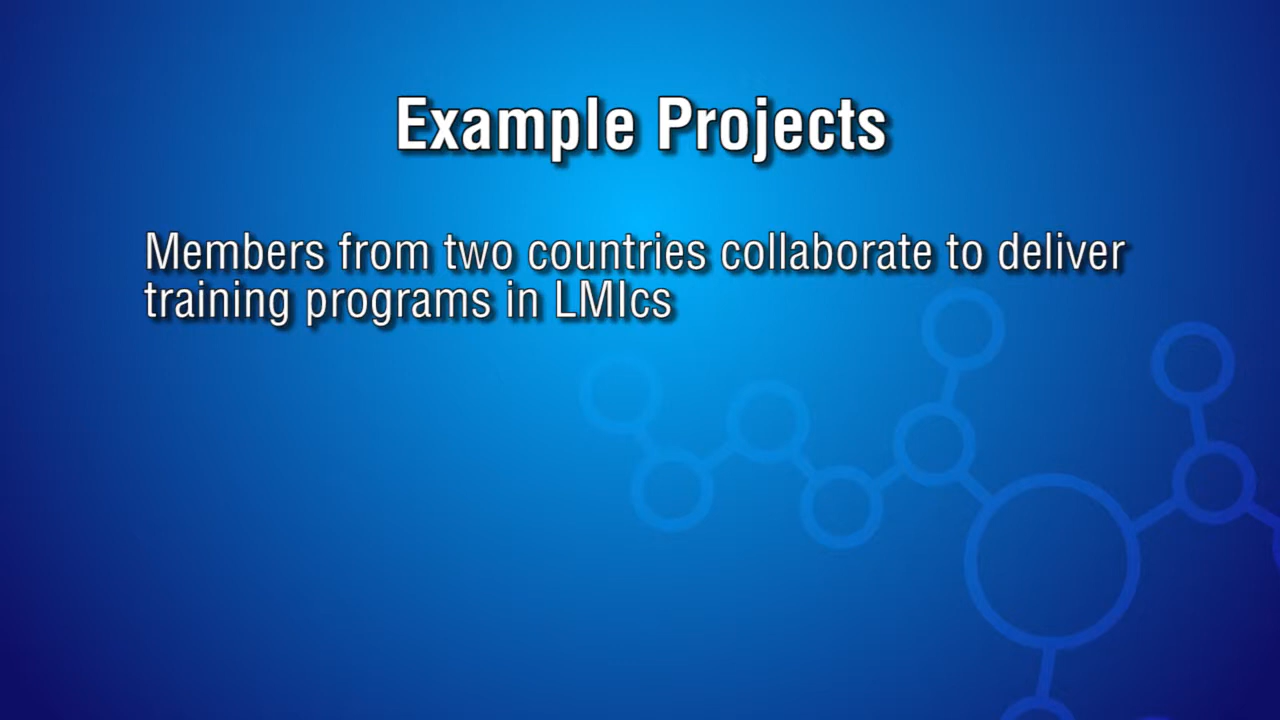 Example Projects
Members from two countries collaborate to deliver
training programs in LMIcs